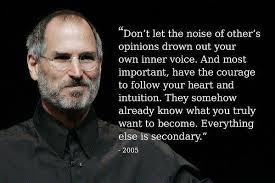 “Don’t let the noise of other’s
opinions drown out your
own inner voice. And most
important, have the courage
to follow your heart and
intuition. They somehow
already know what you truly
want to become. Everything
else is secondary.”
- 2005